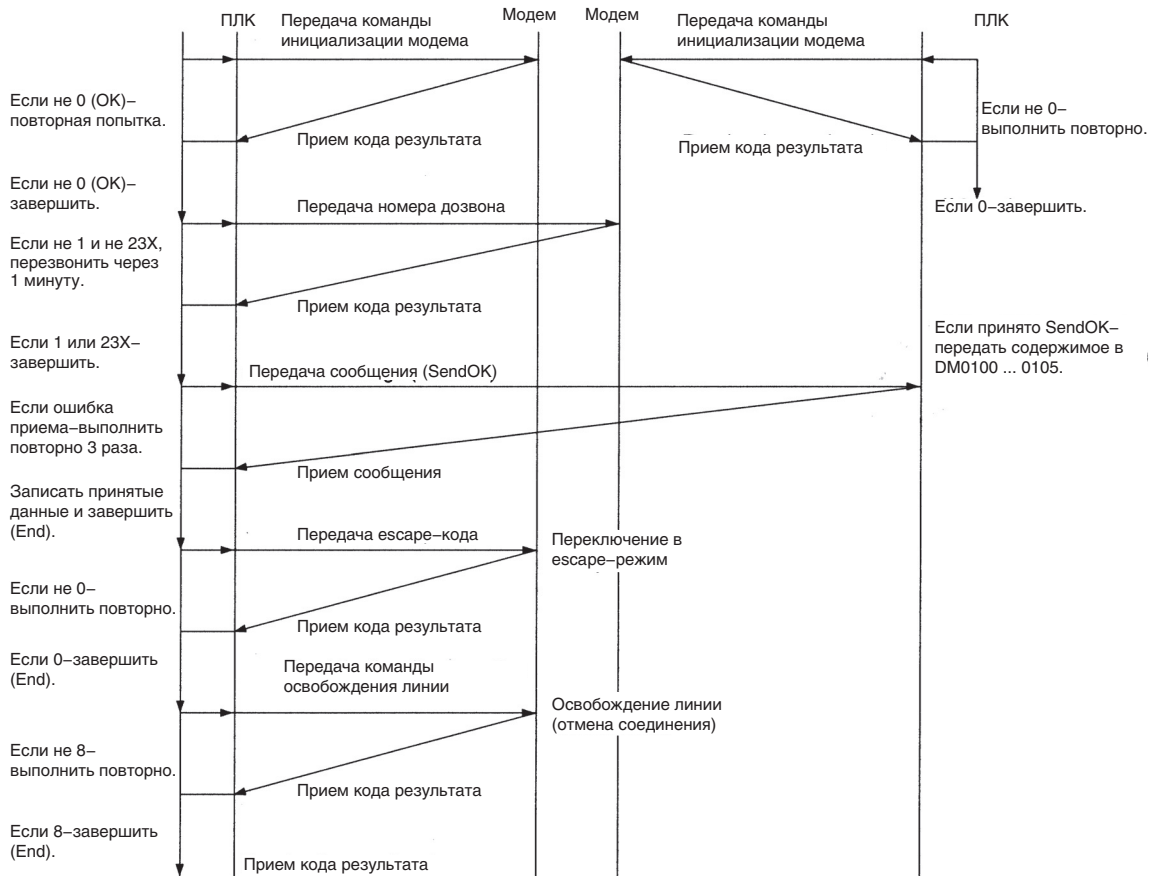 ПЛК
Передача команды
инициализации модема
Модем
Модем
Передача команды
инициализации модема
ПЛК
Если не 0 (OK)–
повторная попытка.
Прием кода результата
Прием кода результата
Если не 0–
выполнить повторно.
Если не 0 (OK)–
завершить.
Передача номера дозвона
Если 0–завершить.
Если не 1 и не 23X,
перезвонить через
1 минуту.
Прием кода результата
Если 1 или 23X–
завершить.
Передача сообщения (SendOK)
Если принято SendOK–
передать содержимое в
DM0100 ... 0105.
Если ошибка
приема–выполнить
повторно 3 раза.
Прием сообщения
Записать принятые
данные и завершить
(End).
Передача escape–кода
Переключение в
escape–режим
Если не 0–
выполнить повторно.
Прием кода результата
Если 0–завершить
(End).
Передача команды
освобождения линии
Освобождение линии
(отмена соединения)
Если не 8–
выполнить повторно.
Прием кода результата
Если 8–завершить
(End).
Прием кода результата